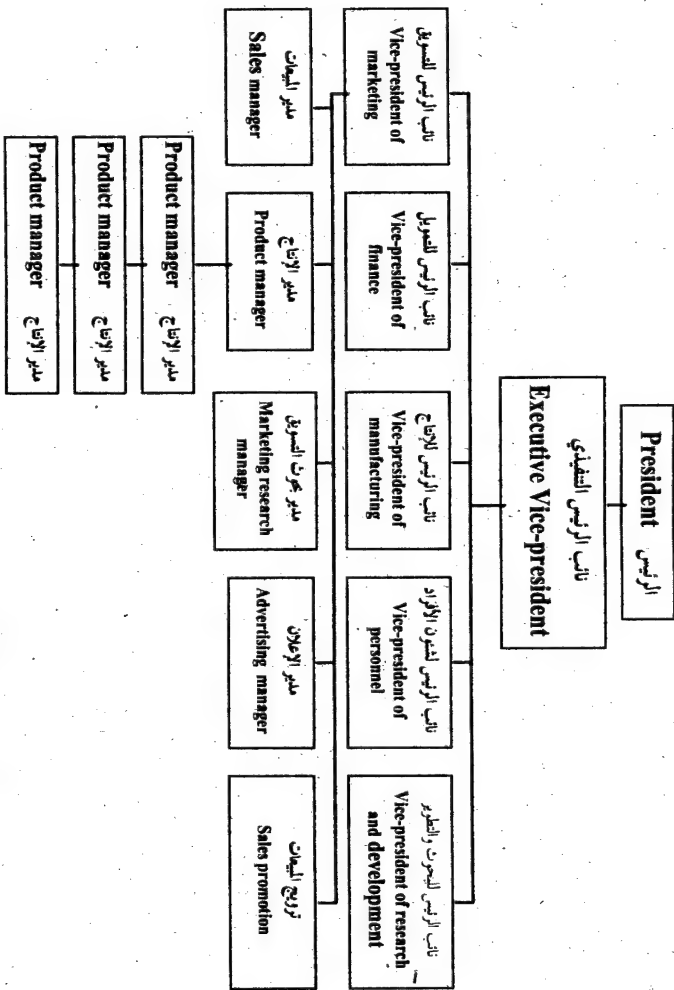 President الرئيس
نائب الرئيس التنفيذي
Executive Vice-president
نائب الرئيس للتسويق
Vice-president of
marketing
نائب الرئيس للتمويل
Vice-president of
finance
نائب الرئيس للإنتاج
Vice-president of
manufacturing
نائب الرئيس لشئون الأفراد
Vice-president of
personnel
نائب الرئيس للبحوث والتطوير
Vice-president of research
and development
مدير المبيعات
Sales manager
مدير الإنتاج
Product manager
مدير بحوث التسويق
Marketing research
manager
مدير الإعلان
Advertising manager
ترويج المبيعات
Sales promotion
Product manager مدير الإنتاج
Product manager مدير الإنتاج
Product manager مدير الإنتاج